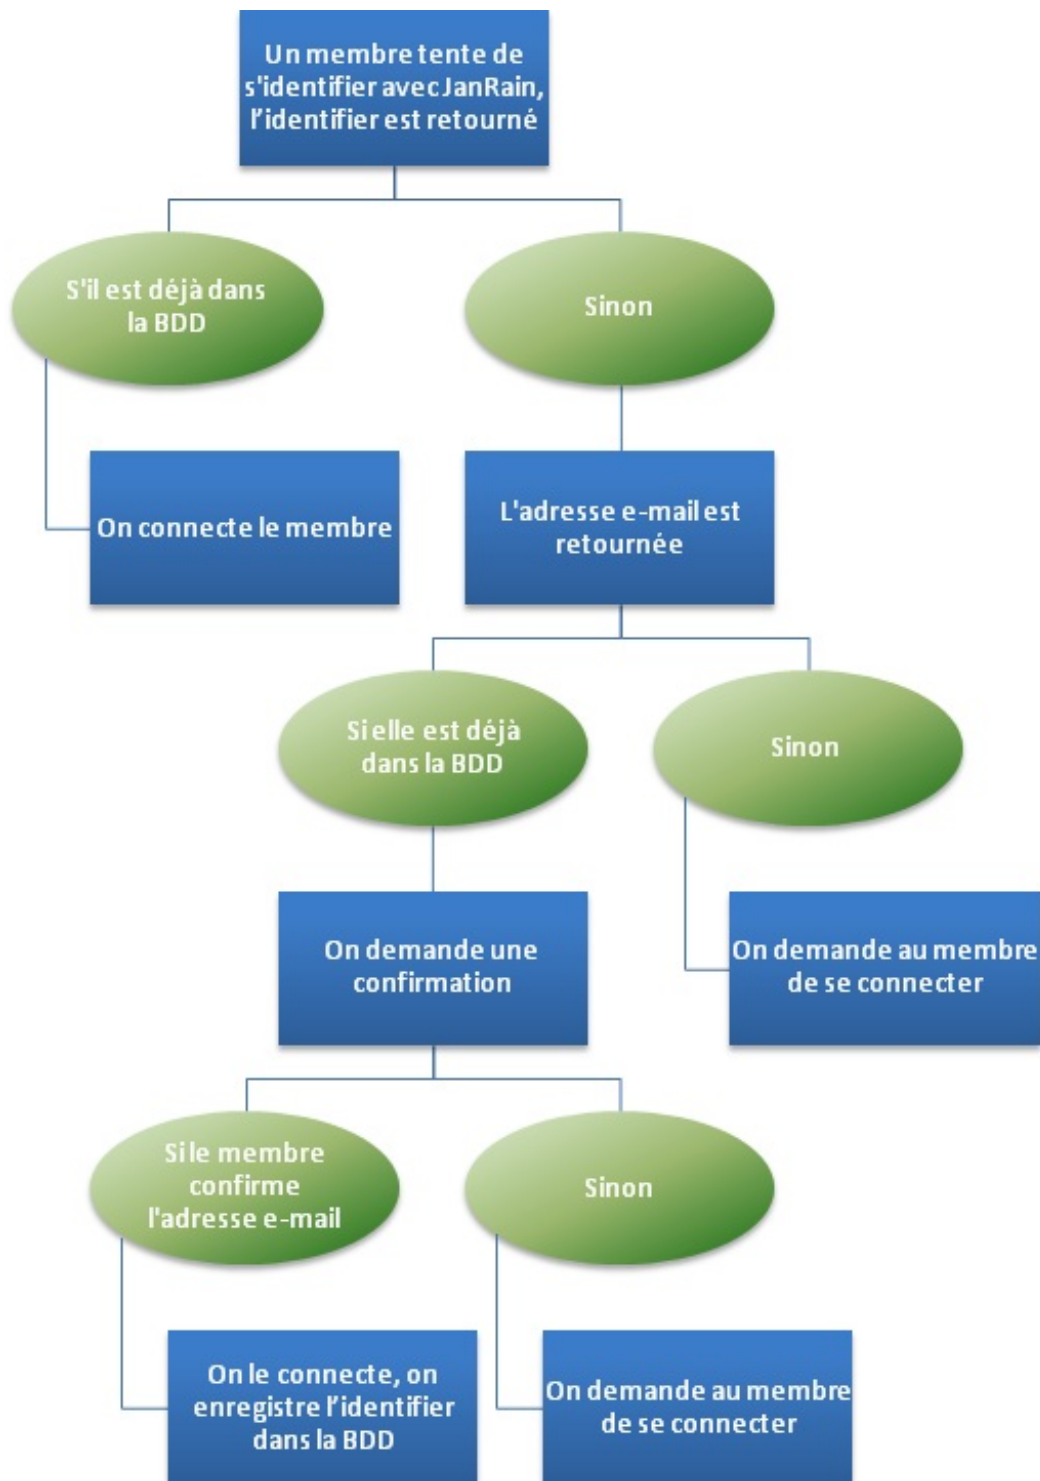 Un membre tente de
s'identifier avec JanRain,
l’identifier est retourné
S'il est déjà dans
la BDD
Sinon
On connecte le membre
L'adresse e-mail est
retournée
Si elle est déjà
dans la BDD
Sinon
On demande une
confirmation
On demande au membre
de se connecter
Si le membre
confirme
l'adresse e-mail
Sinon
On le connecte, on
enregistre l’identifier
dans la BDD
On demande au membre
de se connecter